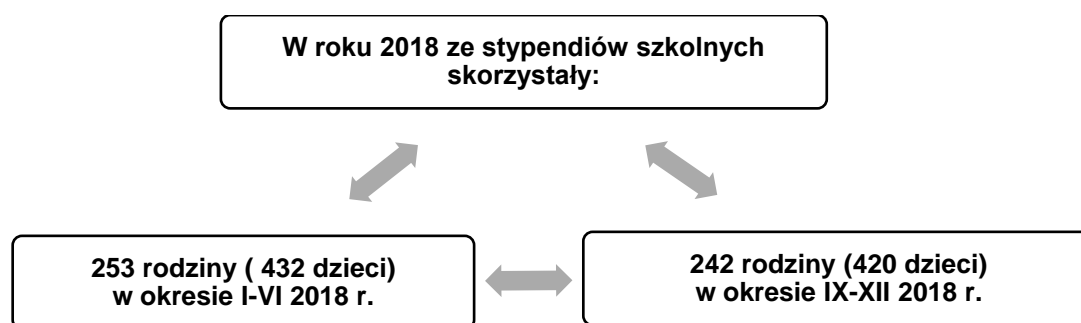 W roku 2018 ze stypendiów szkolnych
skorzystały:
253 rodziny ( 432 dzieci)
w okresie I-VI 2018 r.
242 rodziny (420 dzieci)
w okresie IX-XII 2018 r.